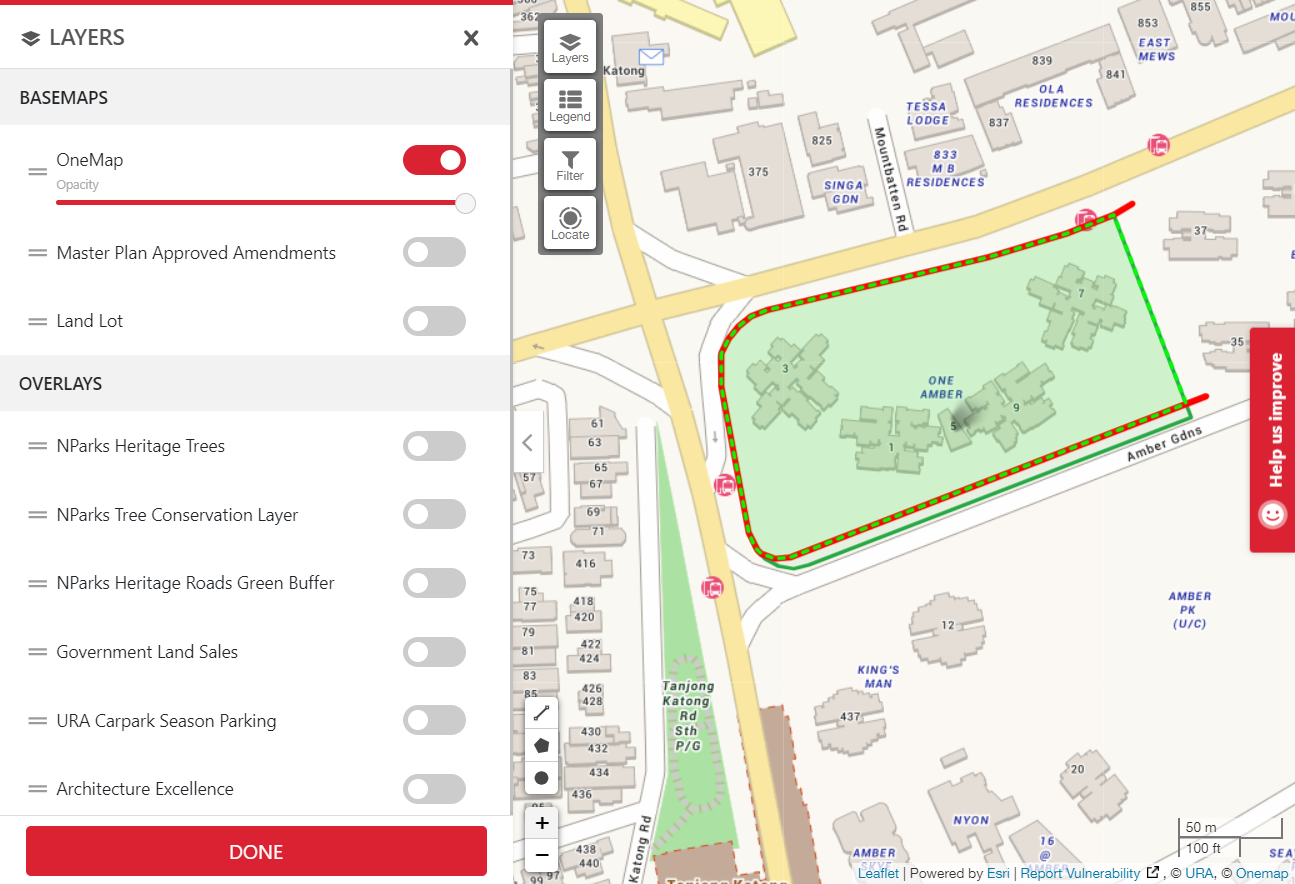 LAYERS
BASEMAPS
OneMap
Opacity
Master Plan Approved Amendments
Land Lot
OVERLAYS
NParks Heritage Trees
NParks Tree Conservation Layer
NParks Heritage Roads Green Buffer
Government Land Sales
URA Carpark Season Parking
Architecture Excellence
DONE
Layers
Legend
Filter
Locate
362
Katong
375
825
SINGA
GDN
Mountbatten Rd
TESSA
LODGE
833
M B
RESIDENCES
837
839
841
OLA
RESIDENCES
853
EAST
MEWS
855
MOU
37
35
7
3
ONE
AMBER
1
5
9
Amber Gdns
Help us improve
57
61
63
65
67
69
71
73
75
77
79
81
83
85
416
418
420
422
424
426
428
430
432
434
436
438
440
95
97
99
Tanjong
Katong
Rd
Sth
P/G
Katong Rd
Tanjong Katong
12
KING'S
MAN
437
AMBER
PK
(U/C)
20
NYON
16
@
AMBER
AMBER
SKYE
SEA
+
−
50 m
100 ft
Leaflet | Powered by Esri | Report Vulnerability , © URA, © Onemap